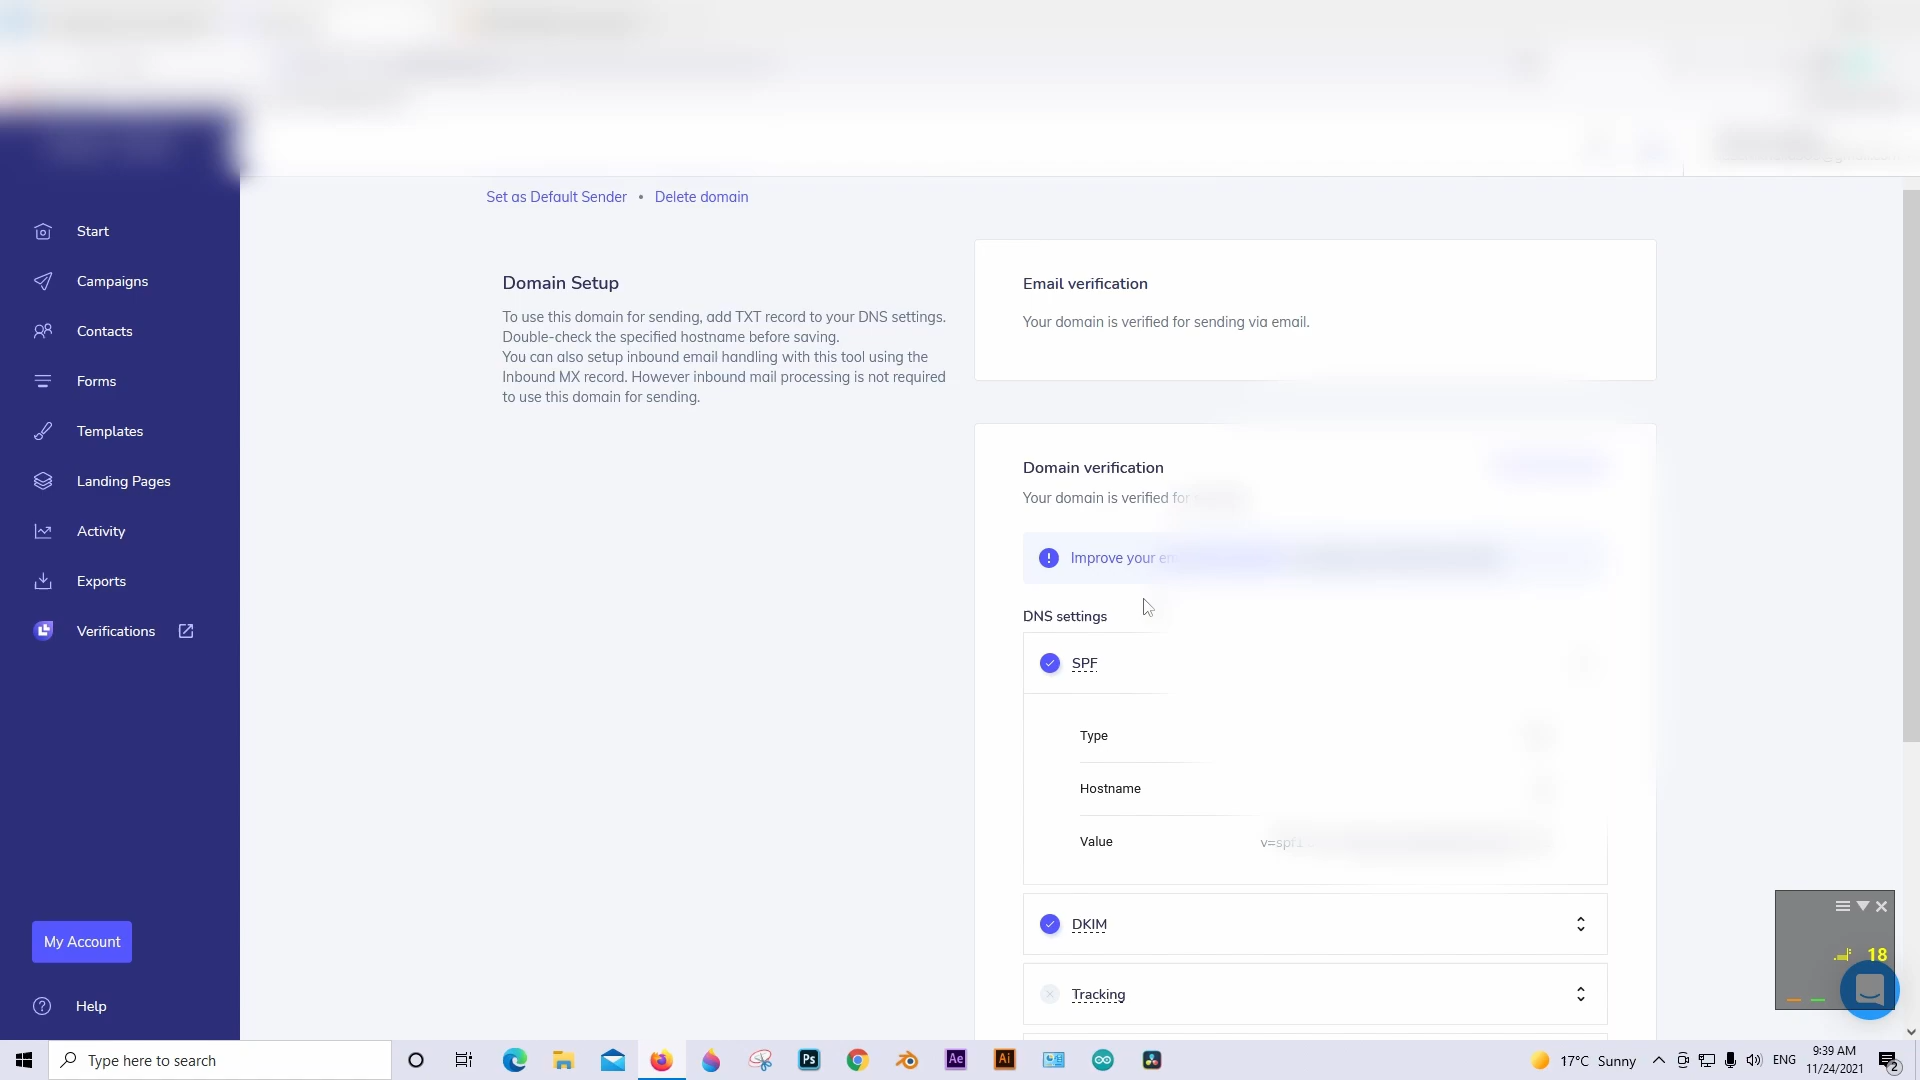 Set as Default Sender • Delete domain
Start
Campaigns
Contacts
Forms
Templates
Landing Pages
Activity
Exports
Verifications
My Account
Help
Domain Setup
To use this domain for sending, add TXT record to your DNS settings.
Double-check the specified hostname before saving.
You can also setup inbound email handling with this tool using the
Inbound MX record. However inbound mail processing is not required
to use this domain for sending.
Email verification
Your domain is verified for sending via email.
Domain verification
Your domain is verified for
Improve your
DNS settings
SPF
Type
Hostname
Value
v=spf1
DKIM
Tracking
18
Type here to search
Ps
Ae
Ai
17°C Sunny
ENG
9:39 AM
11/24/2021
2